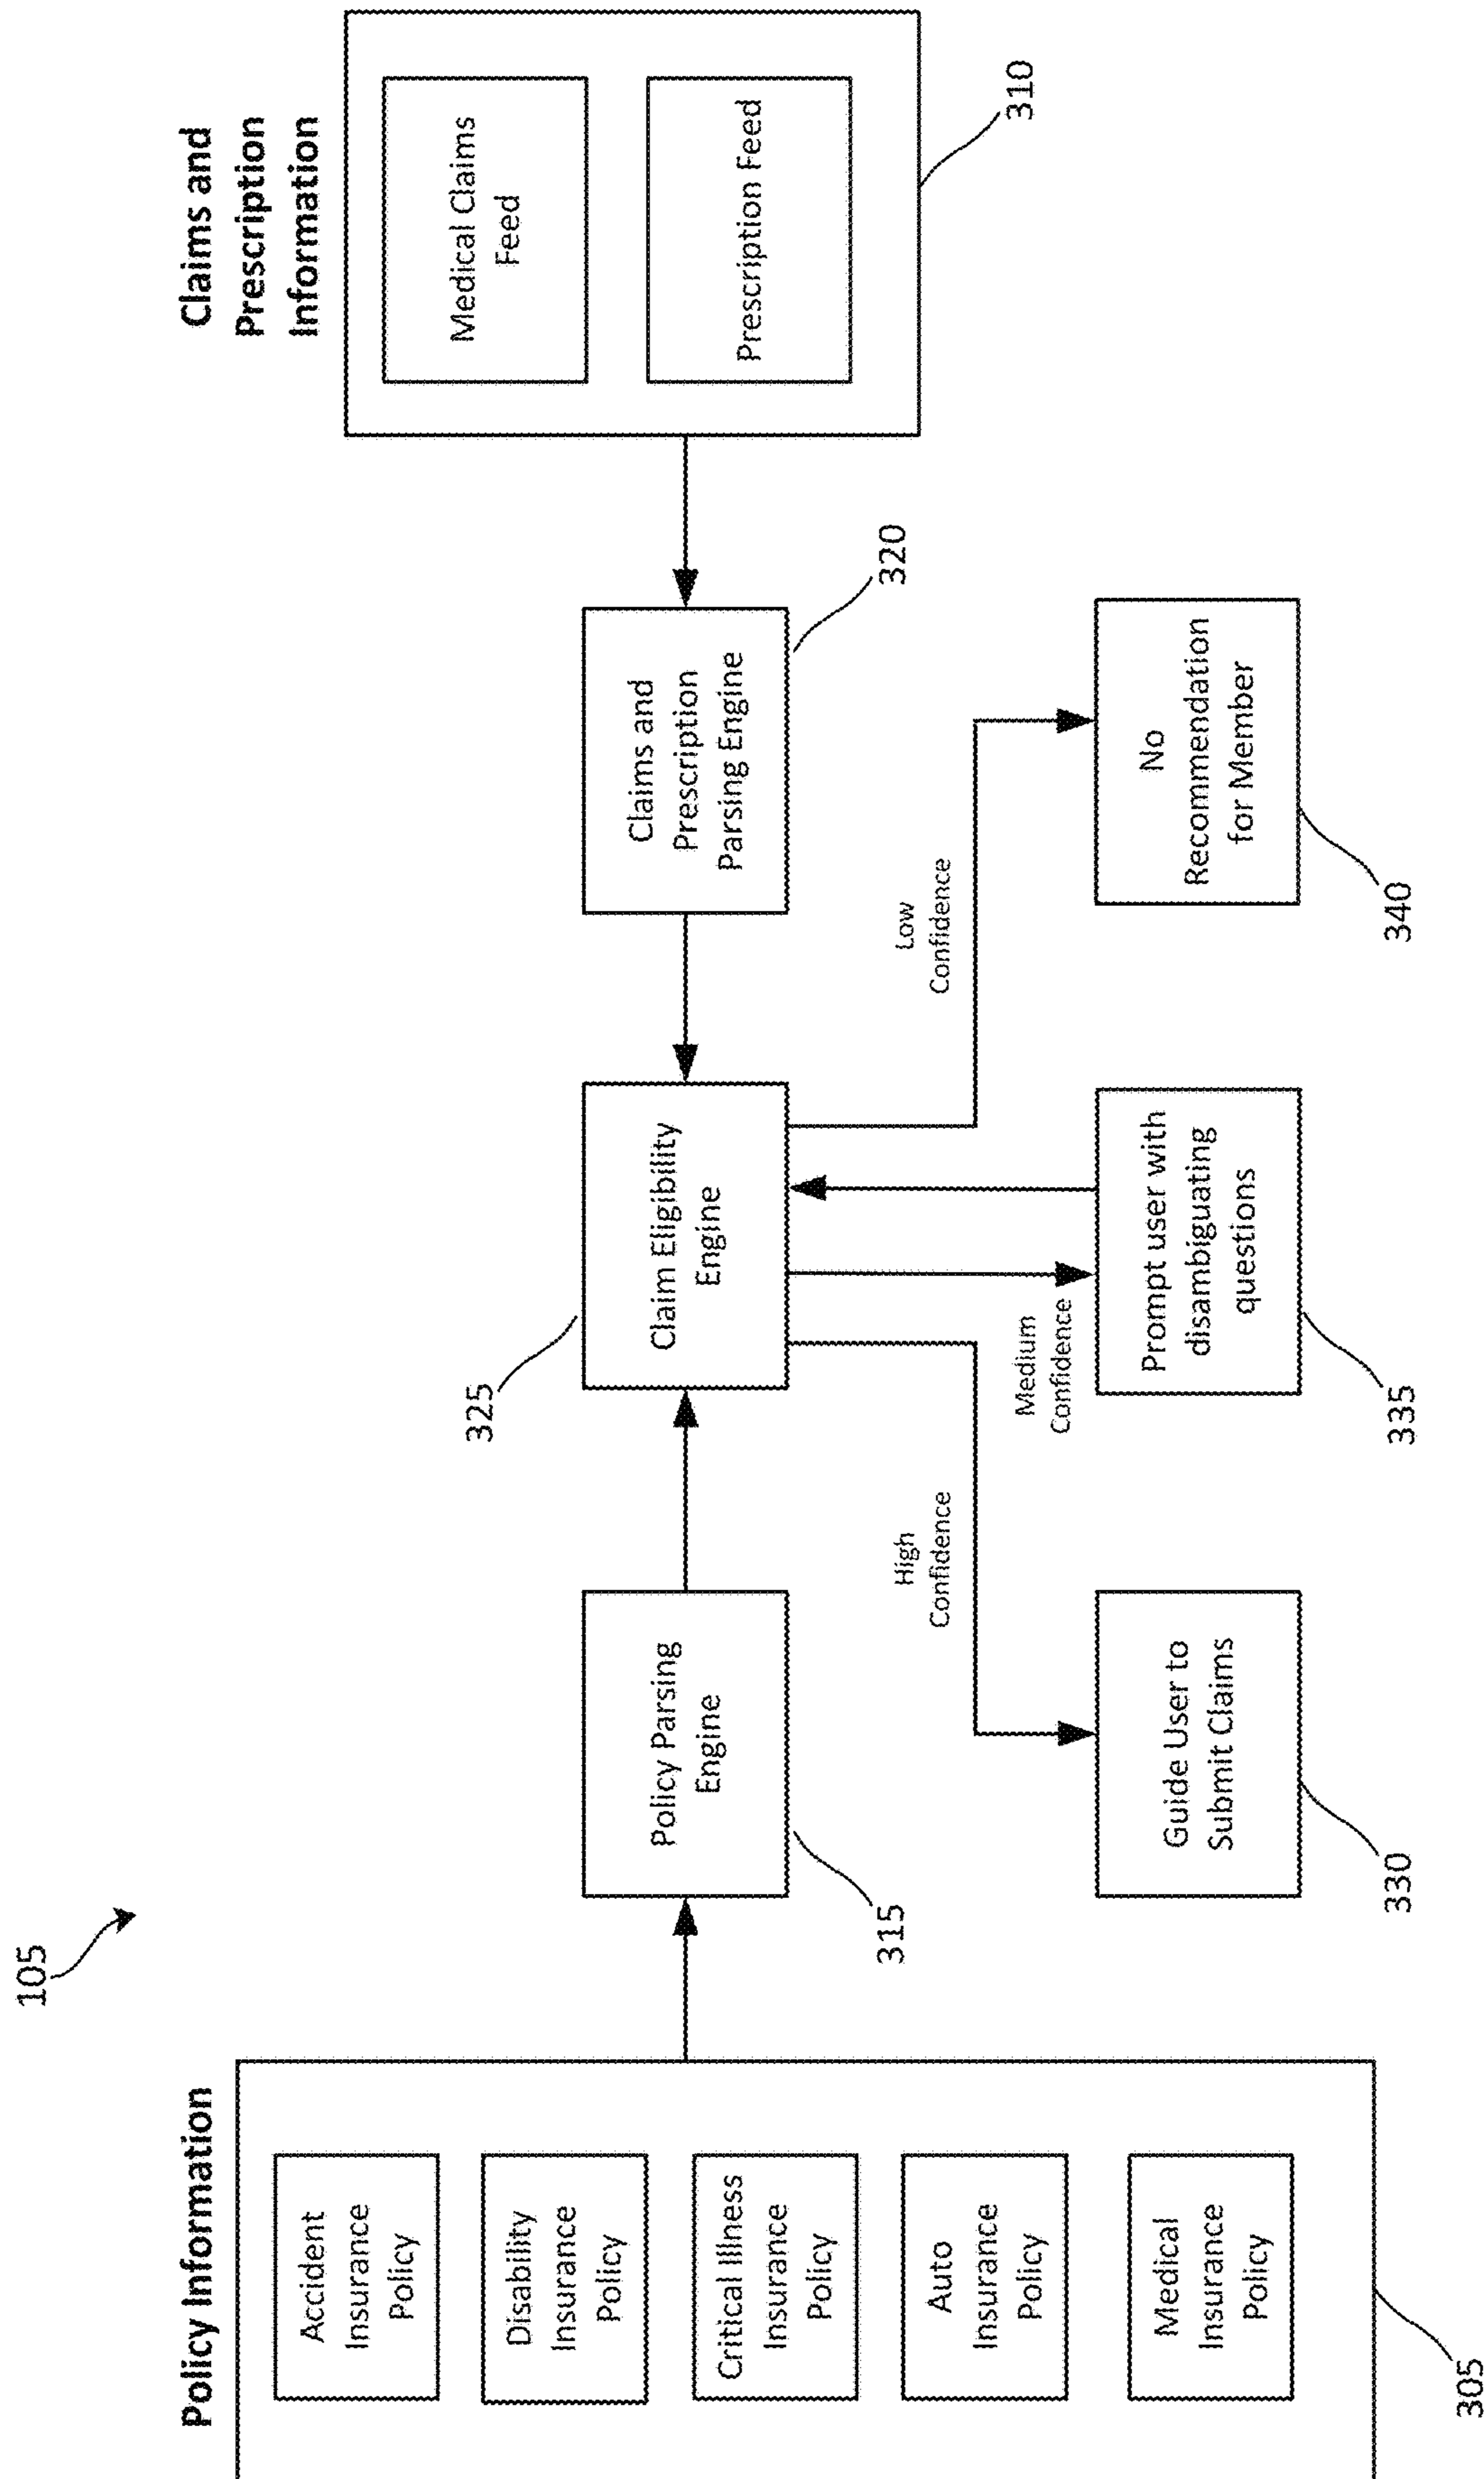 105
Policy Information
Accident
Insurance
Policy
Disability
Insurance
Policy
Critical Illness
Insurance
Policy
Auto
Insurance
Policy
Medical
Insurance
Policy
305
Policy Parsing
Engine
315
325
Claim Eligibility
Engine
Claims and
Prescription
Parsing Engine
320
Claims and
Prescription
Information
Medical Claims
Feed
Prescription Feed
310
High
Confidence
Medium
Confidence
Low
Confidence
Guide User to
Submit Claims
330
Prompt user with
disambiguating
questions
335
No
Recommendation
for Member
340